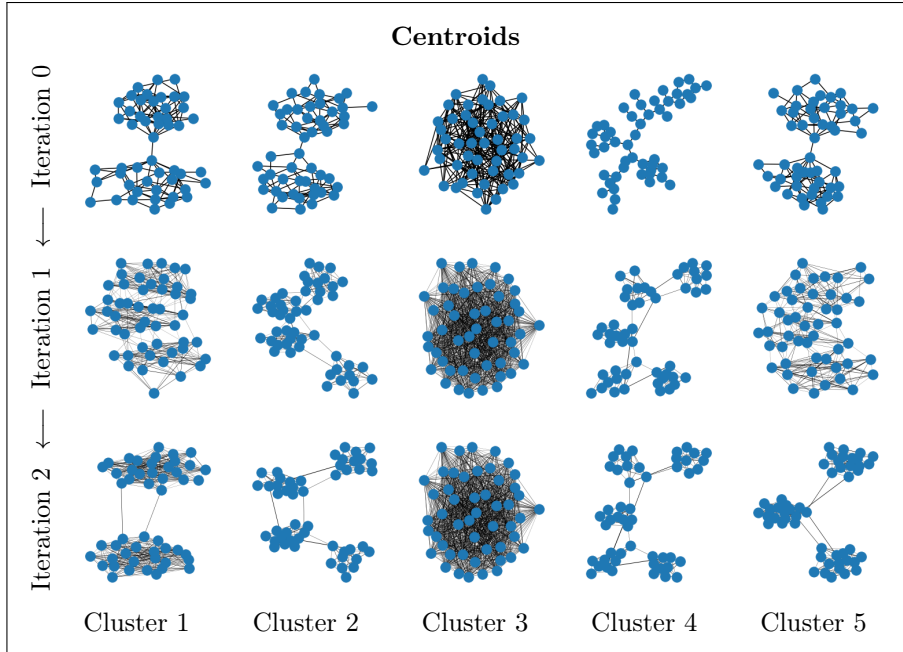 Centroids
Iteration 0
Iteration 1
Iteration 2
Cluster 1
Cluster 2
Cluster 3
Cluster 4
Cluster 5